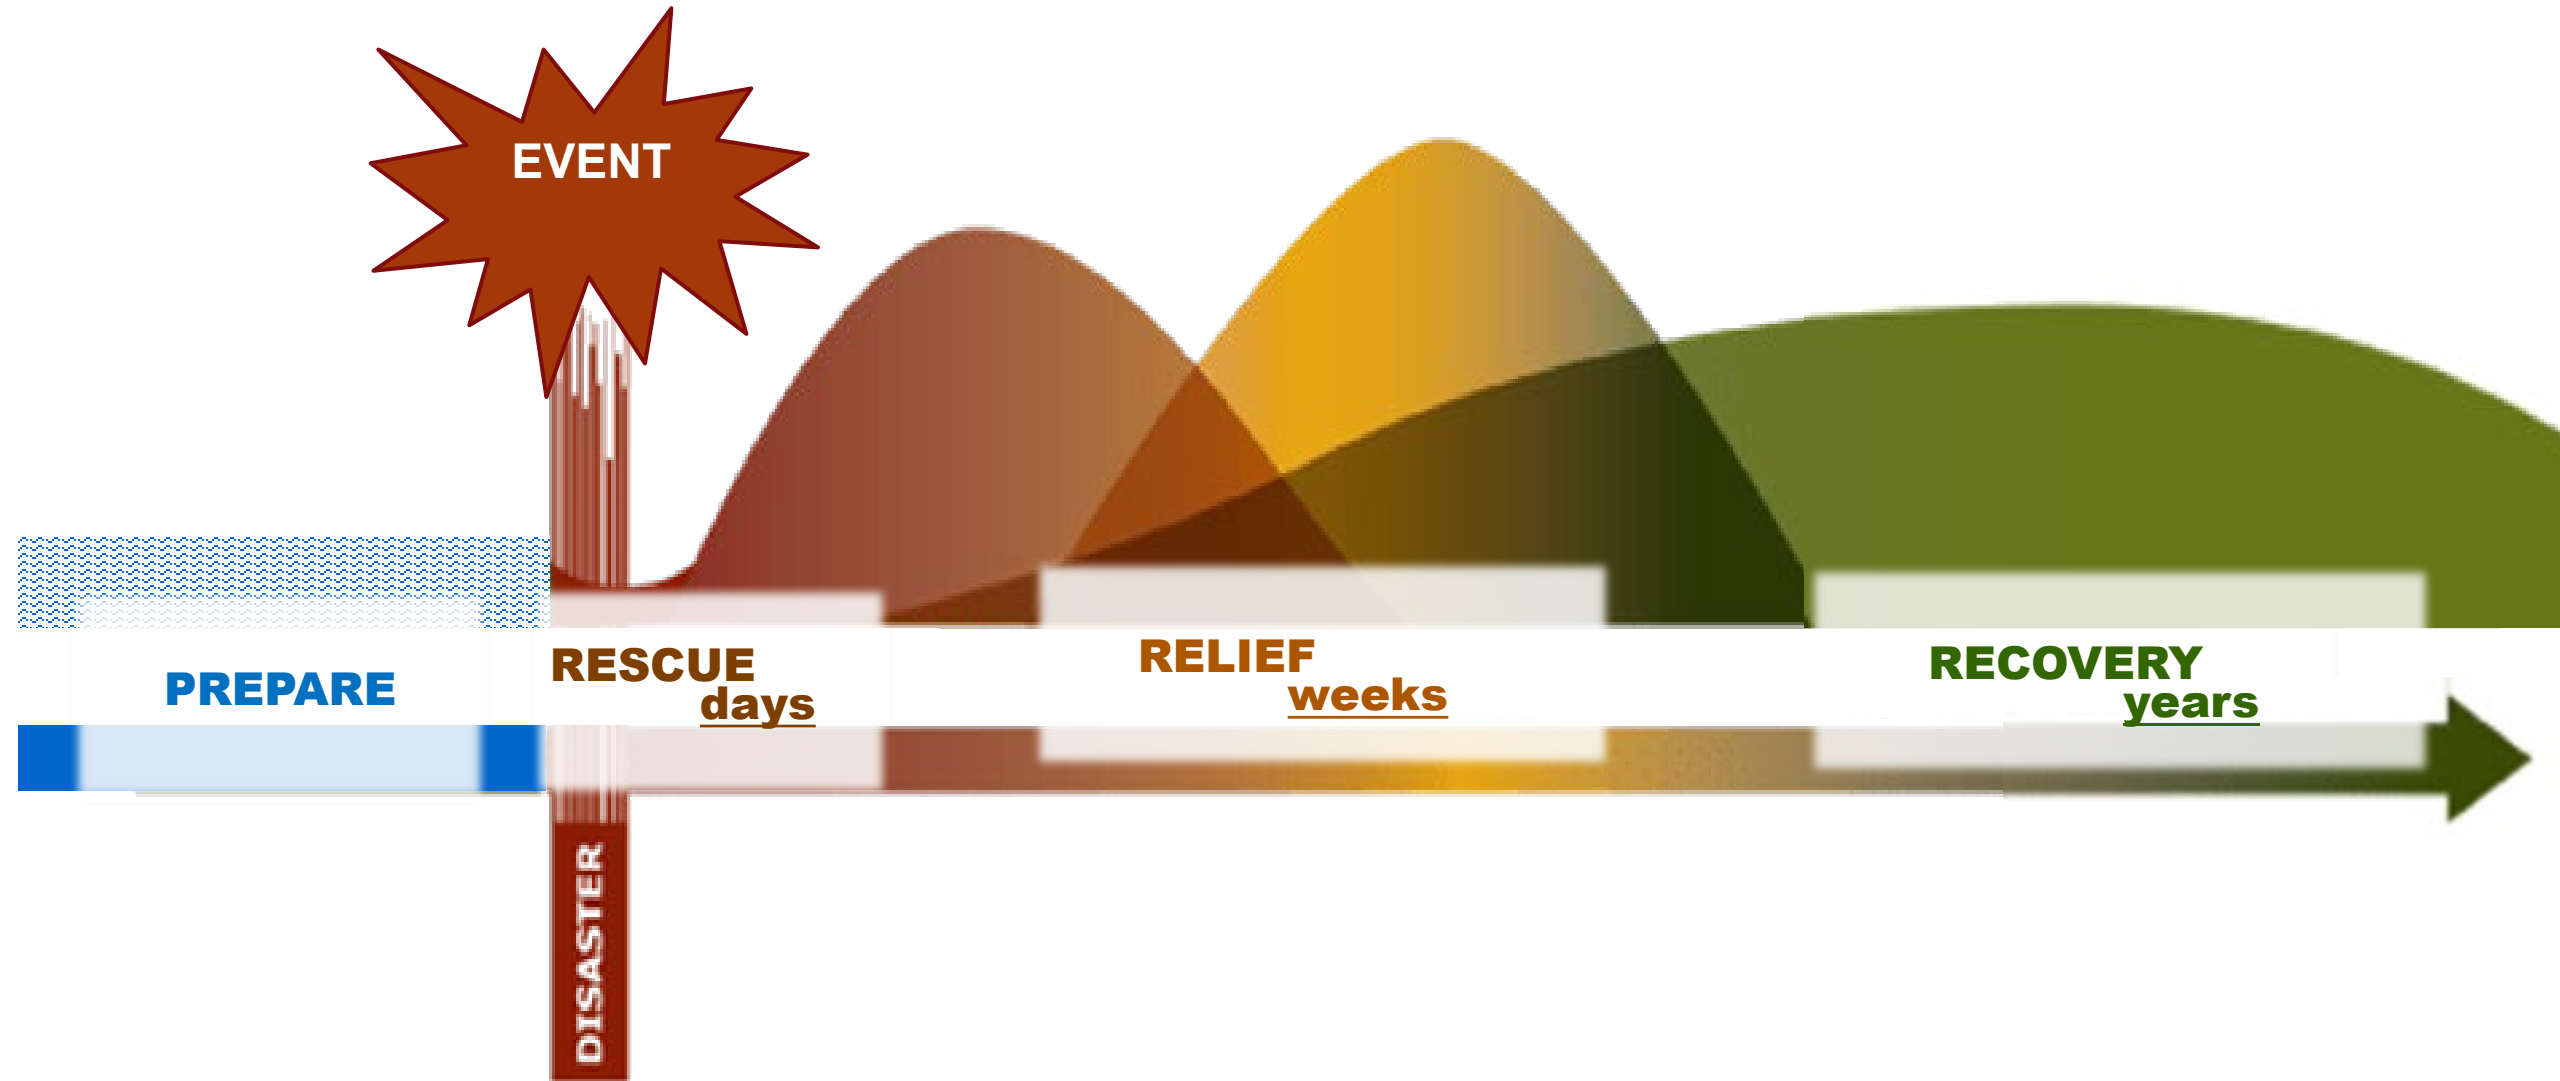 EVENT
PREPARE
RESCUE
days
RELIEF
weeks
RECOVERY
years
DISASTER